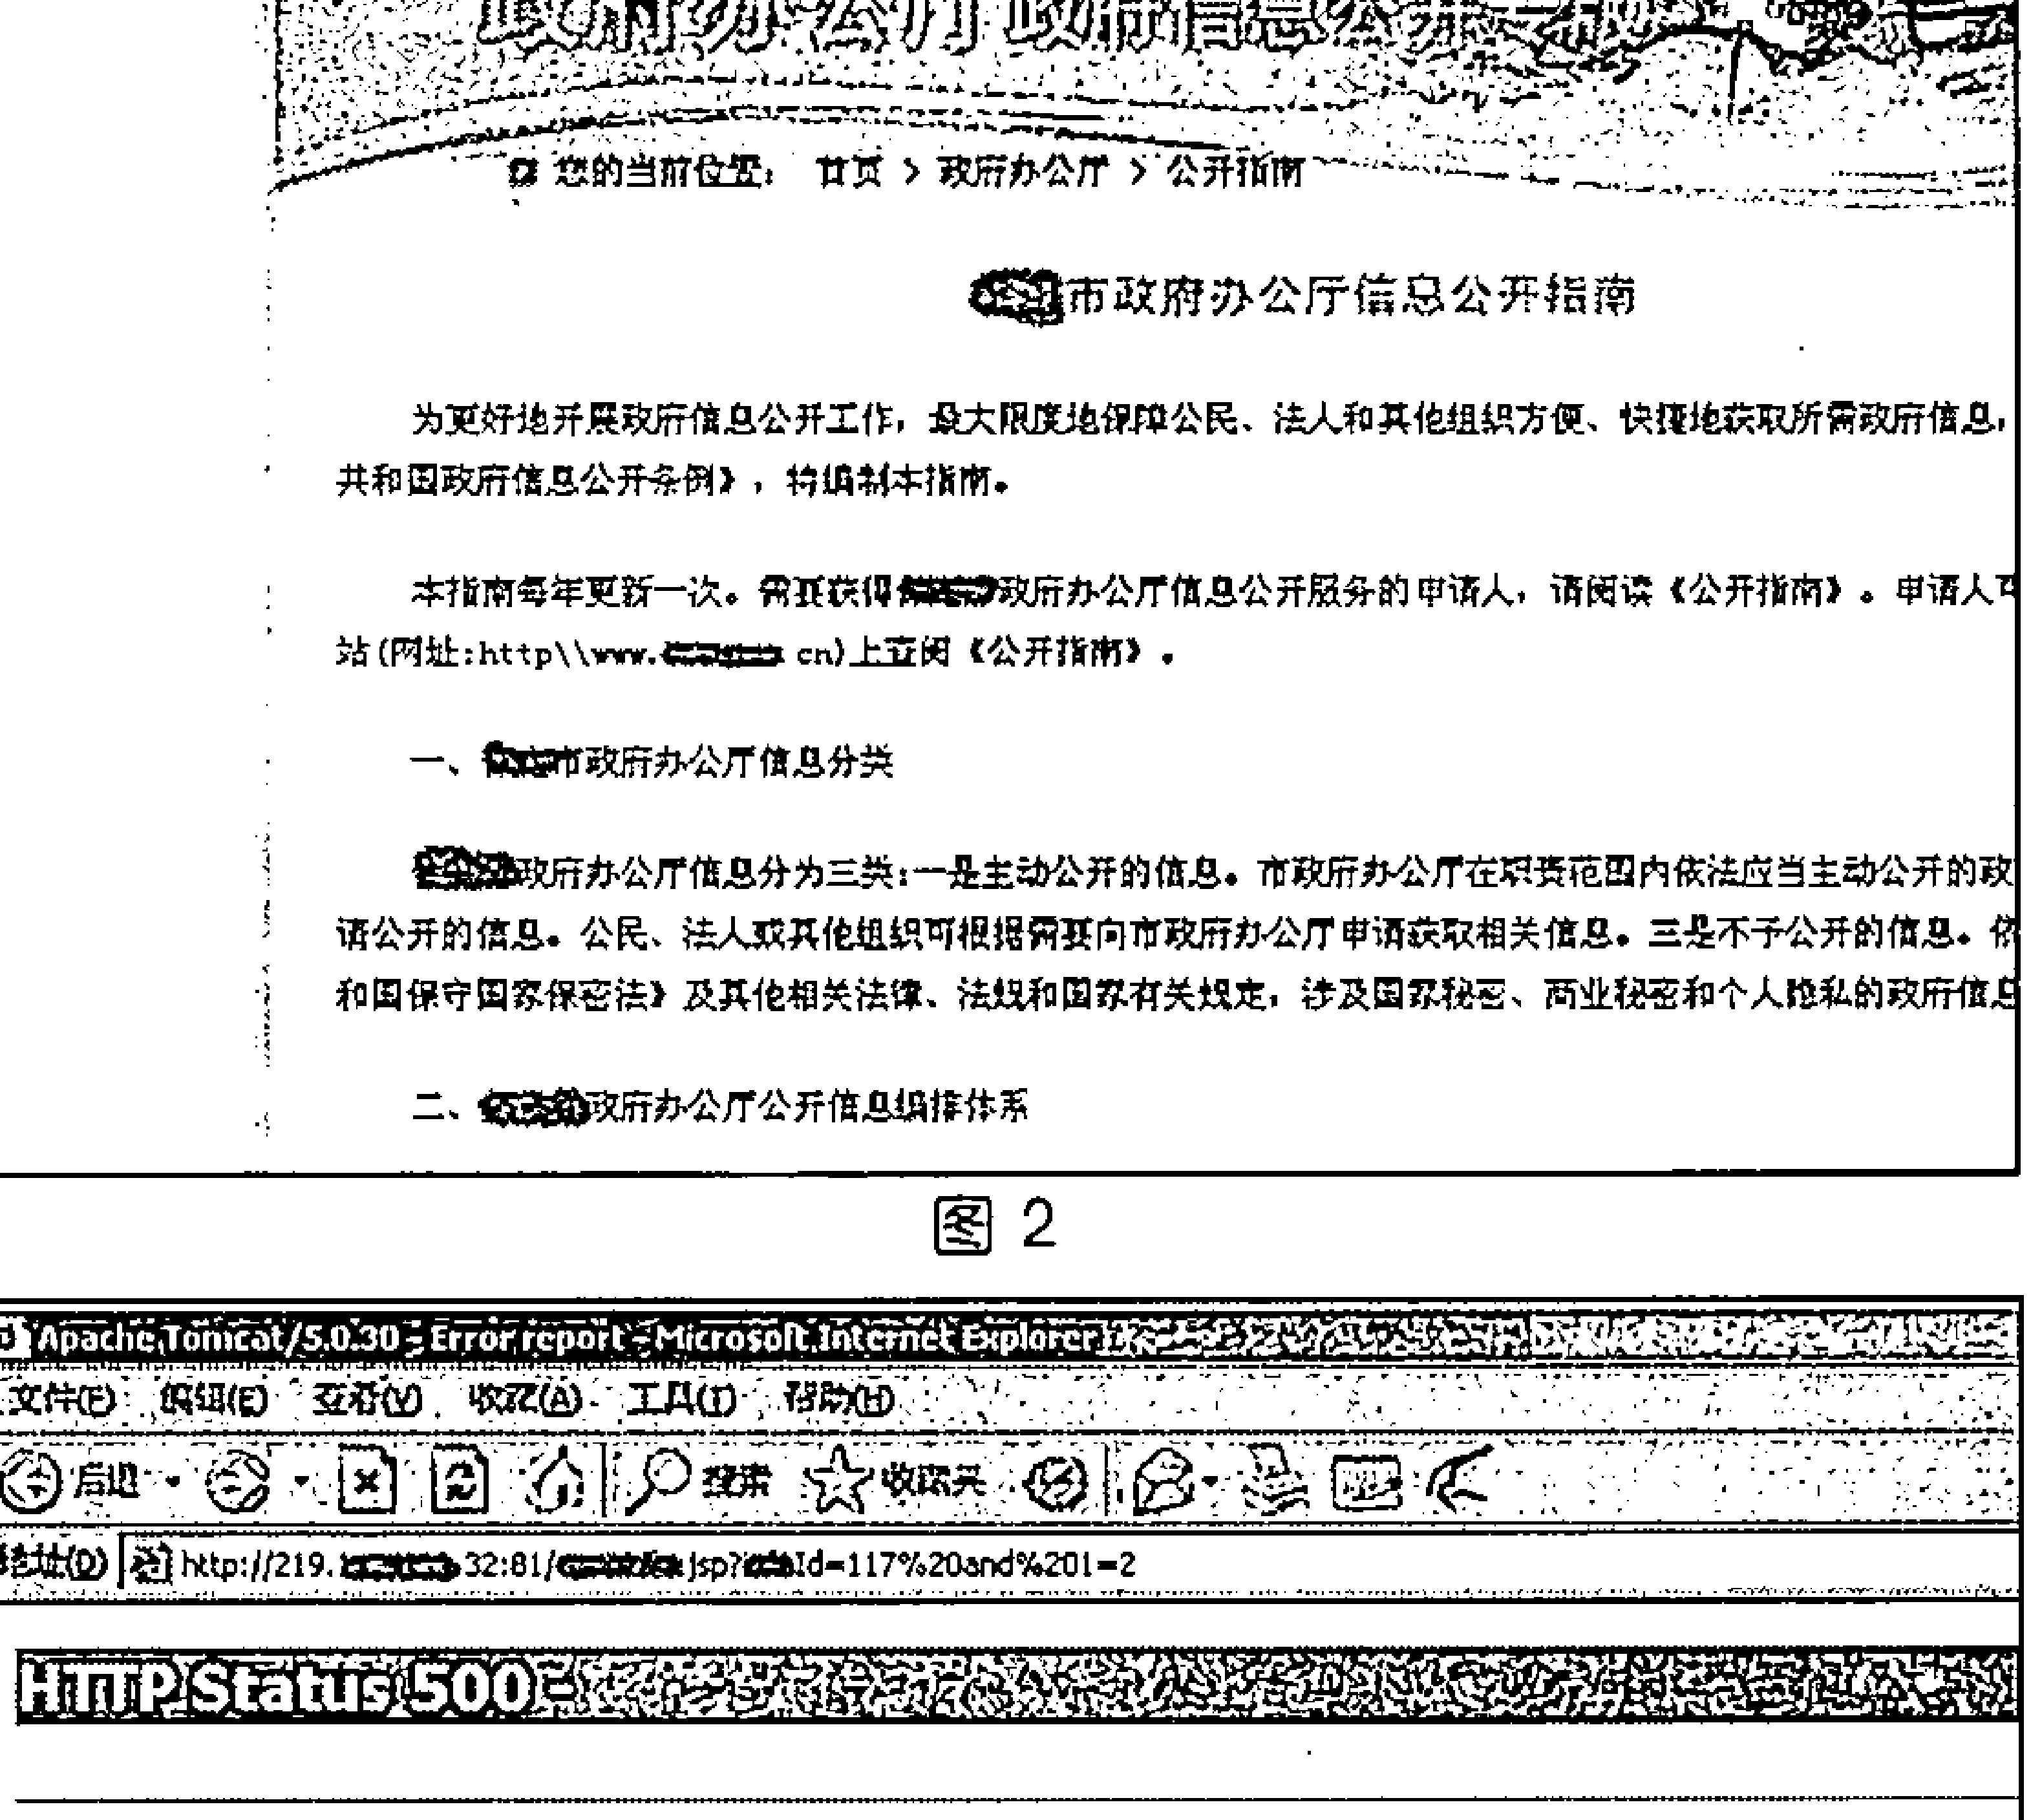 政府办公厅 政府信息公开专栏
您的当前位置: 首页 > 政府办公厅 > 公开指南
市政府办公厅信息公开指南
为更好地开展政府信息公开工作，最大限度地保障公民、法人和其他组织方便、快捷地获取所需政府信息，
共和国政府信息公开条例》，特编制本指南。
本指南每年更新一次。需要获得 政府办公厅信息公开服务的申请人，请阅读《公开指南》。申请人可
站(网址:http\\www. cn)上查阅《公开指南》。
一、 市政府办公厅信息分类
政府办公厅信息分为三类:一是主动公开的信息。市政府办公厅在职责范围内依法应当主动公开的政
请公开的信息。公民、法人或其他组织可根据需要向市政府办公厅申请获取相关信息。三是不予公开的信息。依
和国保守国家保密法》及其他相关法律、法规和国家有关规定，涉及国家秘密、商业秘密和个人隐私的政府信息
二、 政府办公厅公开信息编排体系
图 2
Apache Tomcat/5.0.30 - Error report - Microsoft Internet Explorer
文件(F) 编辑(E) 查看(V) 收藏(A) 工具(T) 帮助(H)
后退 搜索 收藏夹
地址(D) http://219. 32:81/ jsp? Id=117%20and%201=2
HTTP Status 500 -